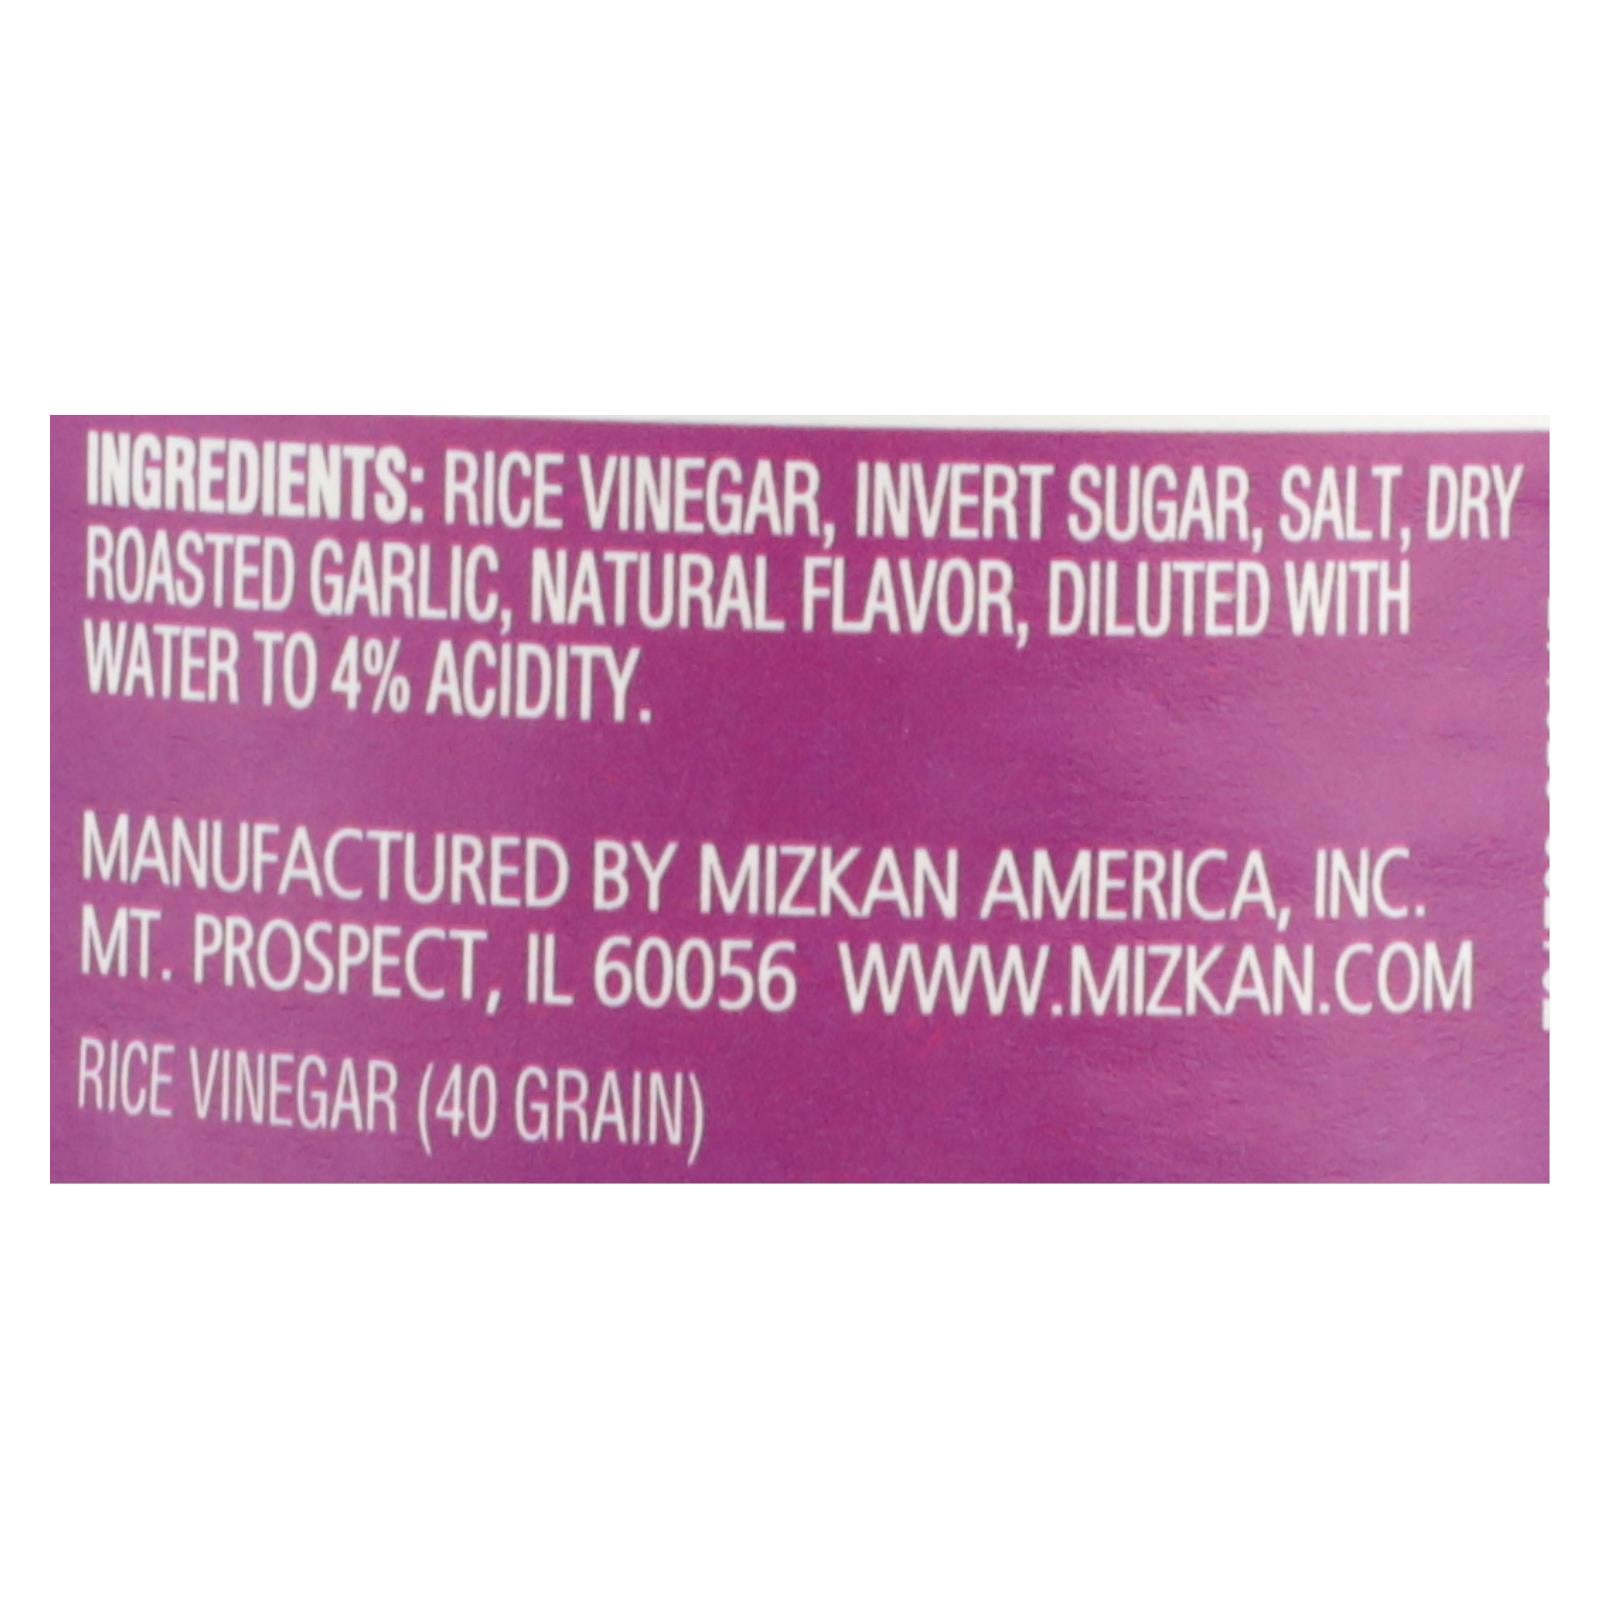 INGREDIENTS: RICE VINEGAR, INVERT SUGAR, SALT, DRY
ROASTED GARLIC, NATURAL FLAVOR, DILUTED WITH
WATER TO 4% ACIDITY.
MANUFACTURED BY MIZKAN AMERICA, INC.
MT. PROSPECT, IL 60056 WWW.MIZKAN.COM
RICE VINEGAR (40 GRAIN)